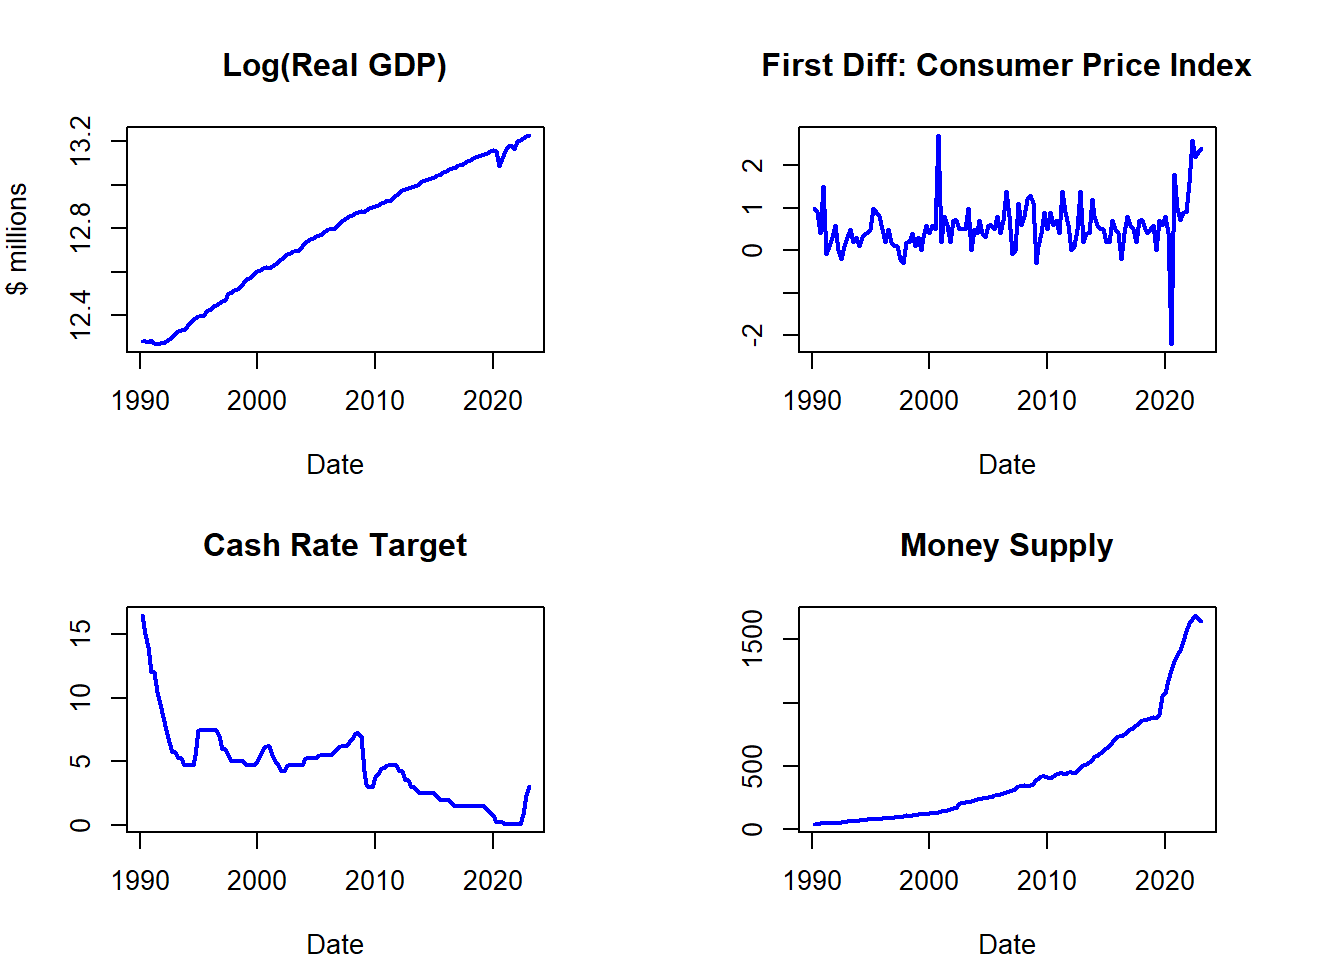 Log(Real GDP)
$ millions
13.2
12.8
12.4
1990 2000 2010 2020
Date
First Diff: Consumer Price Index
2
1
0
-2
1990 2000 2010 2020
Date
Cash Rate Target
15
10
5
0
1990 2000 2010 2020
Date
Money Supply
1500
500
0
1990 2000 2010 2020
Date